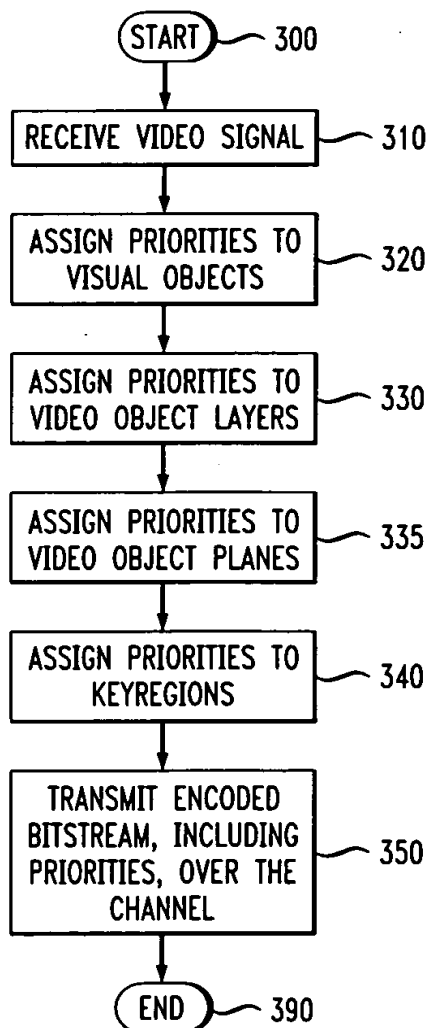 START
300
RECEIVE VIDEO SIGNAL
310
ASSIGN PRIORITIES TO
VISUAL OBJECTS
320
ASSIGN PRIORITIES TO
VIDEO OBJECT LAYERS
330
ASSIGN PRIORITIES TO
VIDEO OBJECT PLANES
335
ASSIGN PRIORITIES TO
KEYREGIONS
340
TRANSMIT ENCODED
BITSTREAM, INCLUDING
PRIORITIES, OVER THE
CHANNEL
350
END
390